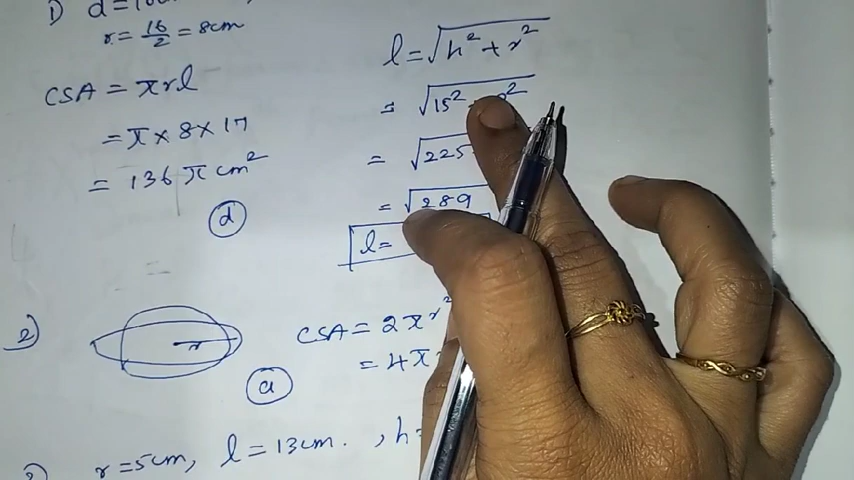 1) d=16
r= 16/2 = 8cm
CSA = πrl
= π × 8 × 17
= 136 π cm²
(d)
l = √h² + r²
= √15²
= √225
= √289
l=
2)
r
CSA = 2πr²
= 4π
(a)
3) r=5cm, l=13cm. , h=